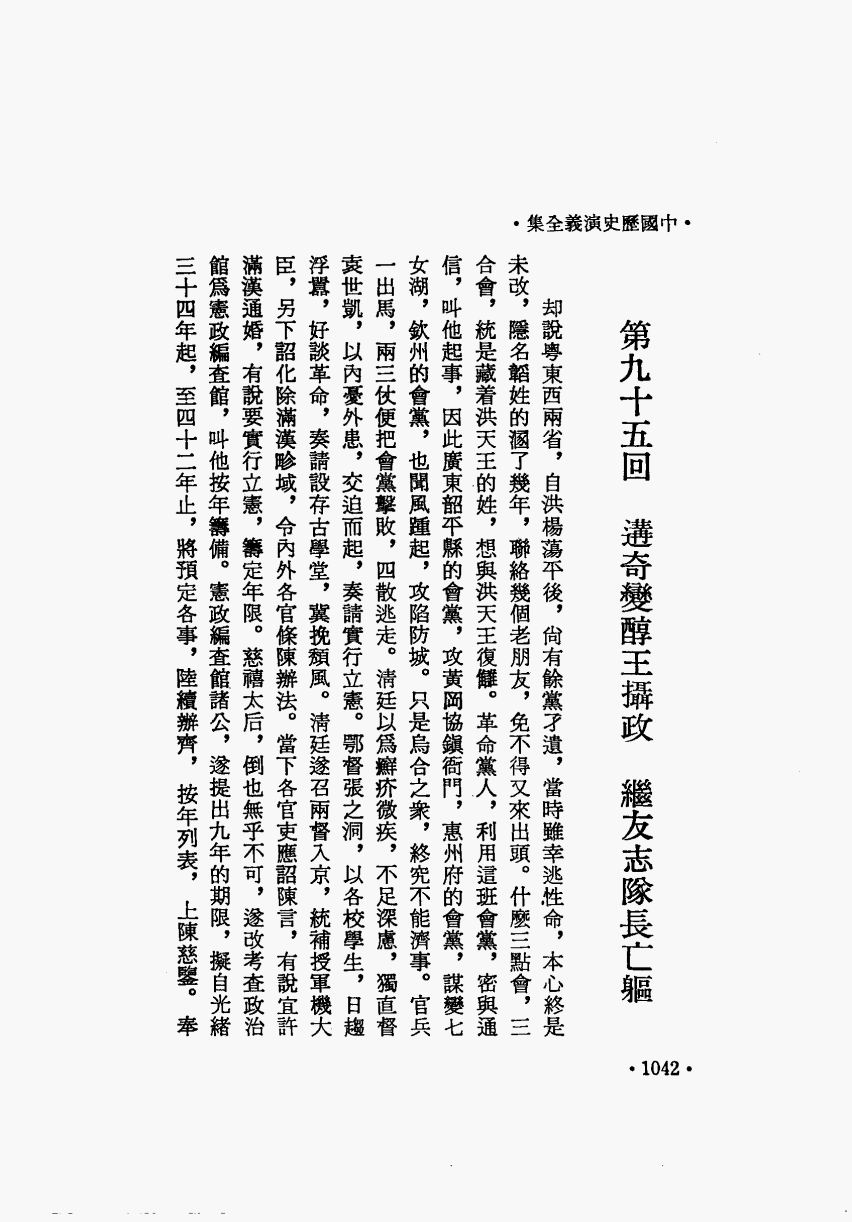 •中國歷史演義全集•
第九十五回　遘奇變醇王攝政　繼友志隊長亡軀
却說粵東西兩省，自洪楊蕩平後，尙有餘黨孑遺，當時雖幸逃性命，本心終是
未改，隱名韜姓的溷了幾年，聯絡幾個老朋友，免不得又來出頭。什麽三點會，三
合會，統是藏着洪天王的姓，想與洪天王復讎。革命黨人，利用這班會黨，密與通
信，叫他起事，因此廣東韶平縣的會黨，攻黃岡協鎭衙門，惠州府的會黨，謀變七
女湖，欽州的會黨，也聞風踵起，攻陷防城。只是烏合之衆，終究不能濟事。官兵
一出馬，兩三仗便把會黨擊敗，四散逃走。淸廷以爲癬疥微疾，不足深慮，獨直督
袁世凱，以內憂外患，交迫而起，奏請實行立憲。鄂督張之洞，以各校學生，日趨
浮囂，好談革命，奏請設存古學堂，冀挽頹風。淸廷遂召兩督入京，統補授軍機大
臣，另下詔化除滿漢畛域，令內外各官條陳辦法。當下各官吏應詔陳言，有說宜許
滿漢通婚，有說要實行立憲，籌定年限。慈禧太后，倒也無乎不可，遂改考查政治
館爲憲政編查館，叫他按年籌備。憲政編查館諸公，遂提出九年的期限，擬自光緒
三十四年起，至四十二年止，將預定各事，陸續辦齊，按年列表，上陳慈鑒。奉
•1042•